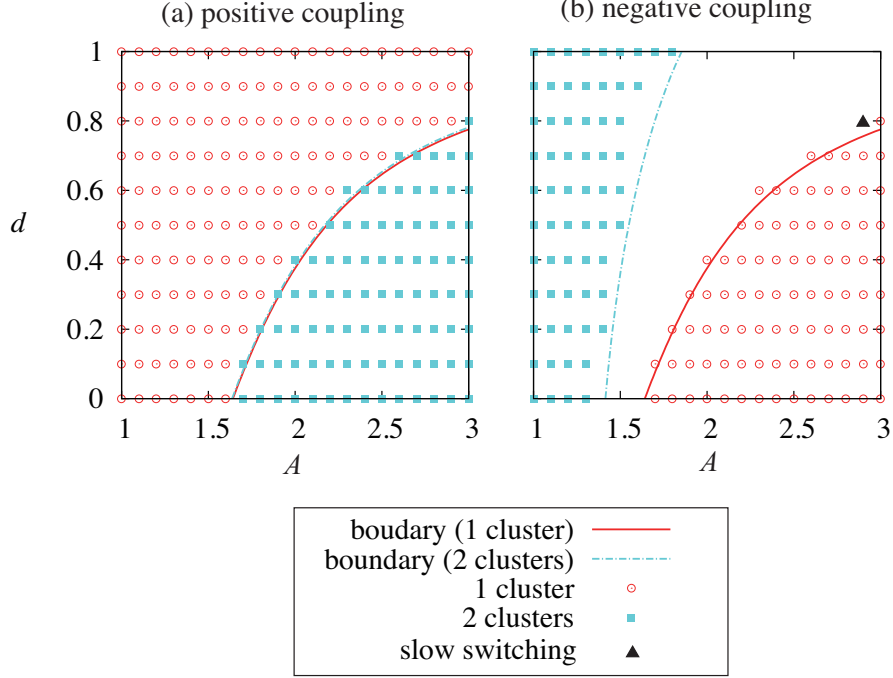 (a) positive coupling
(b) negative coupling
1
0.8
0.6
d
0.4
0.2
0
1 1.5 2 2.5 3
A
1 1.5 2 2.5 3
A
boudary (1 cluster)
boundary (2 clusters)
1 cluster
2 clusters
slow switching